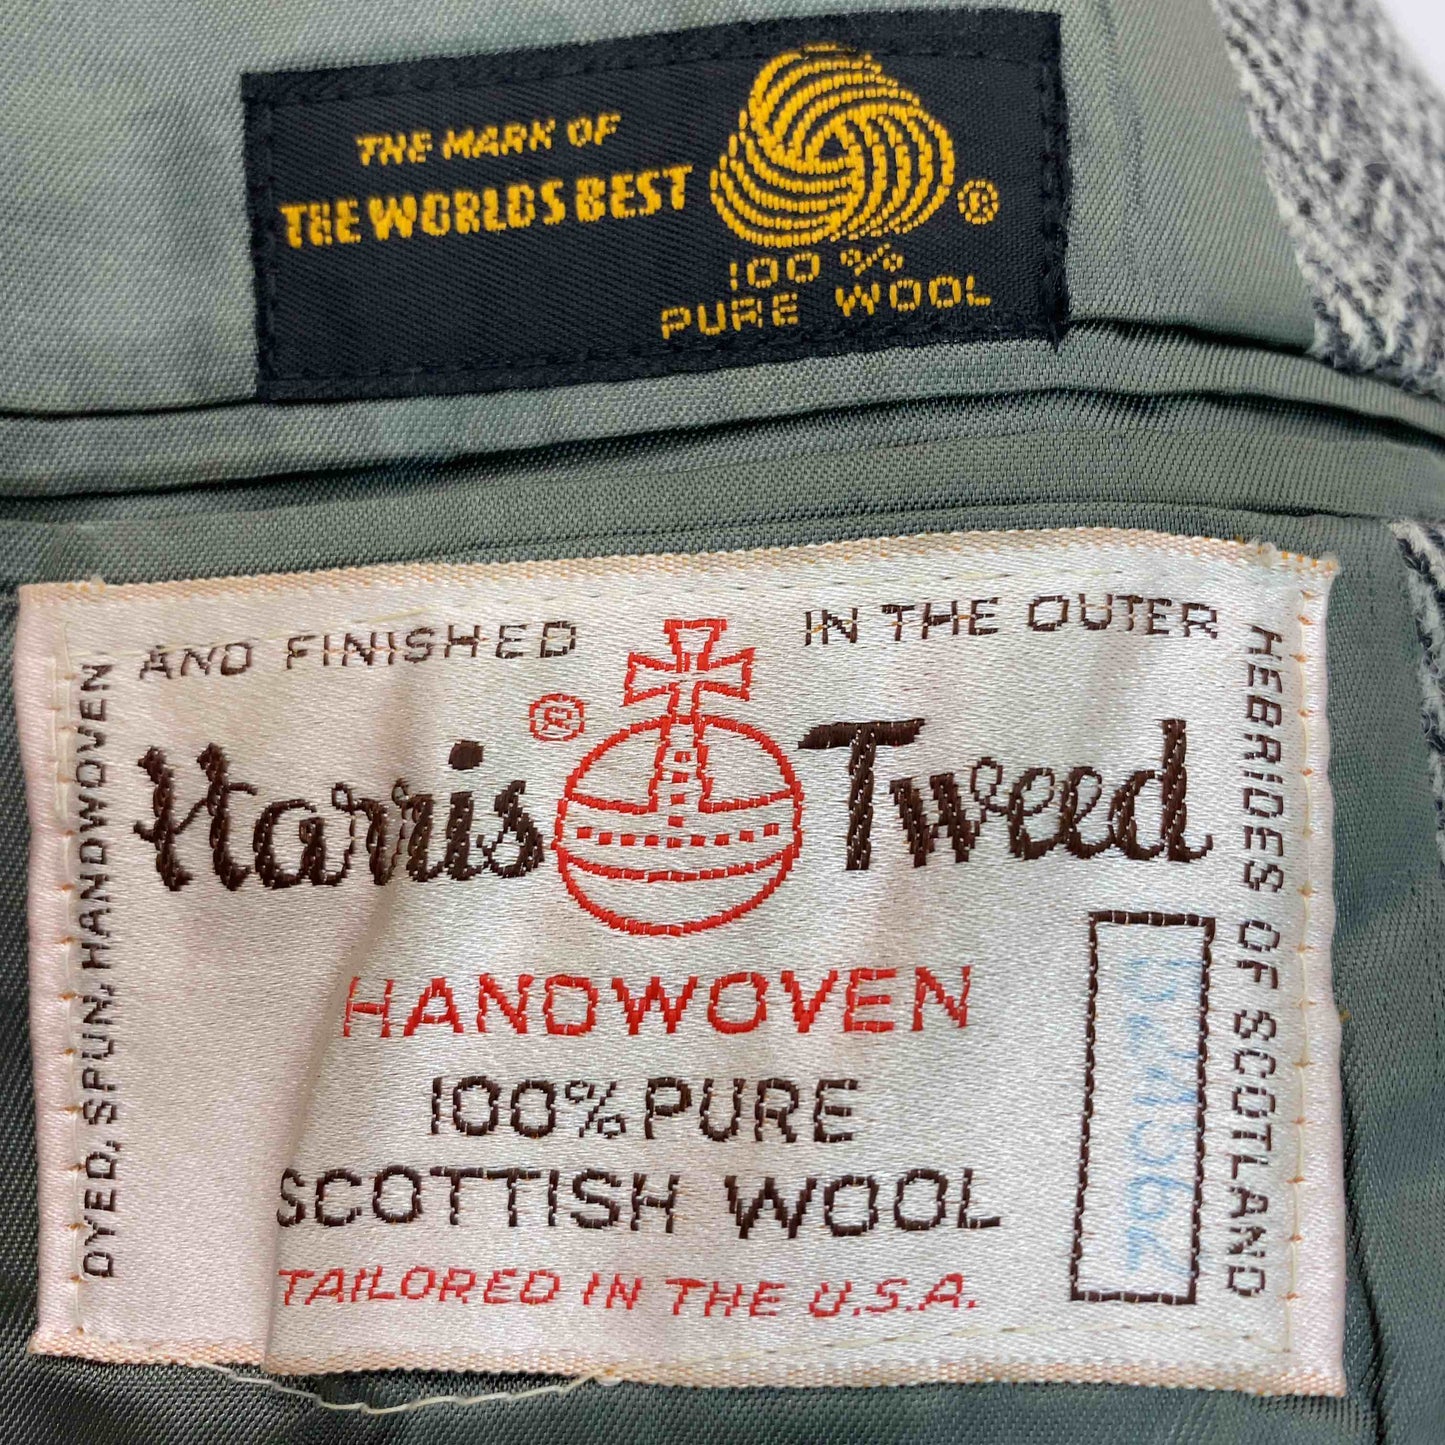 THE MARK OF
THE WORLDS BEST
®
100%
PURE WOOL
DYED, SPUN, HANDWOVEN
AND FINISHED
IN THE OUTER
HEBRIDES OF SCOTLAND
Harris ® Tweed
HANDWOVEN
100% PURE
SCOTTISH WOOL
TAILORED IN THE U.S.A.